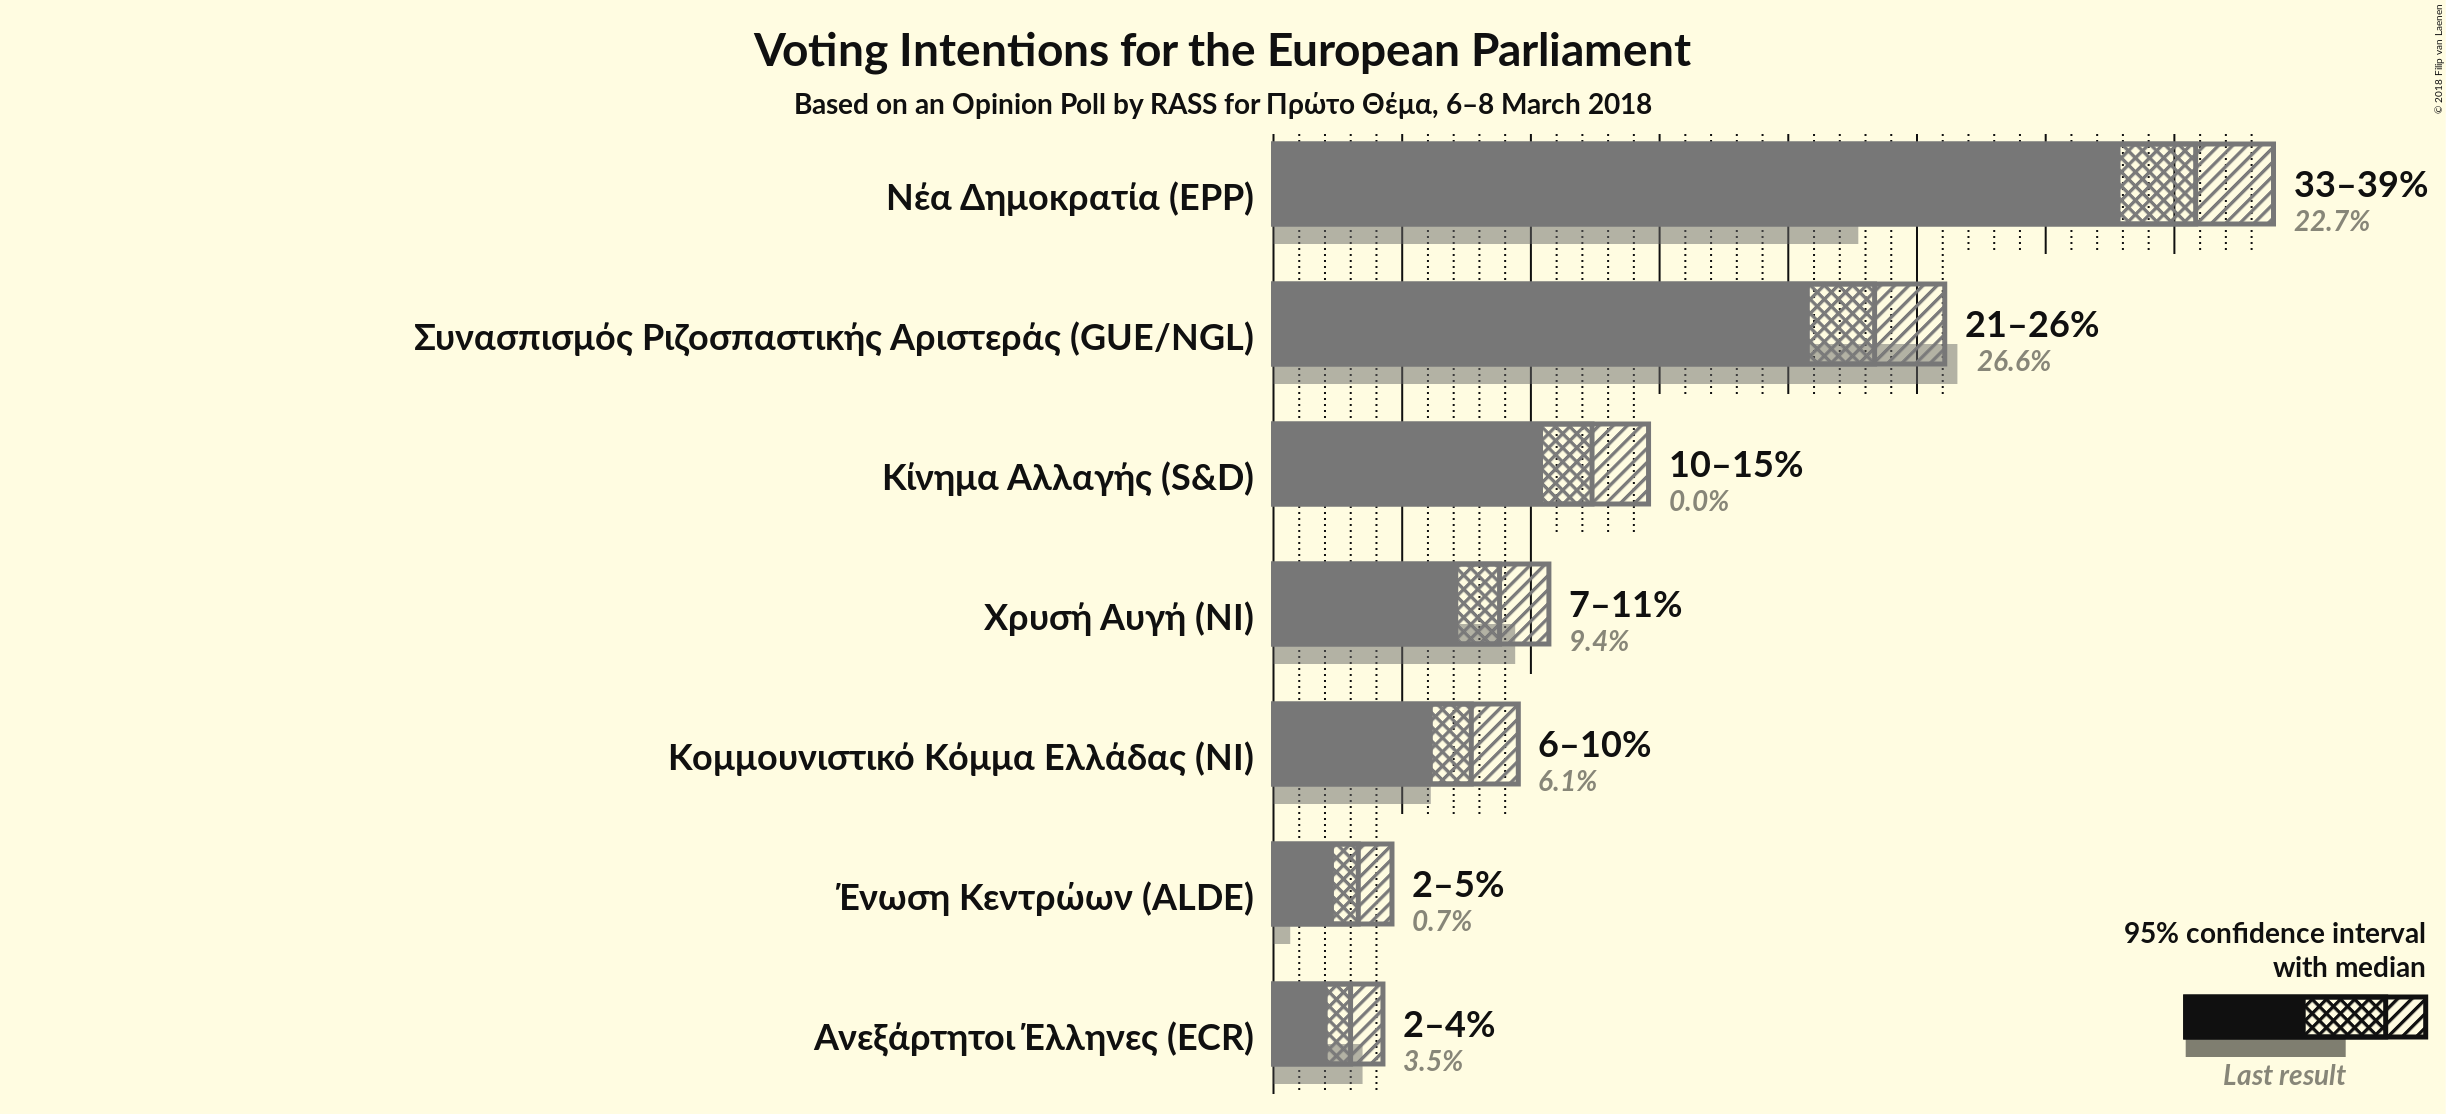 Voting Intentions for the European Parliament
Based on an Opinion Poll by RASS for Πρώτο Θέμα, 6–8 March 2018
© 2018 Filip van Laenen
Νέα Δημοκρατία (EPP)
33–39%
22.7%
Συνασπισμός Ριζοσπαστικής Αριστεράς (GUE/NGL)
21–26%
26.6%
Κίνημα Αλλαγής (S&D)
10–15%
0.0%
Χρυσή Αυγή (NI)
7–11%
9.4%
Κομμουνιστικό Κόμμα Ελλάδας (NI)
6–10%
6.1%
Ένωση Κεντρώων (ALDE)
2–5%
0.7%
Ανεξάρτητοι Έλληνες (ECR)
2–4%
3.5%
95% confidence interval
with median
Last result